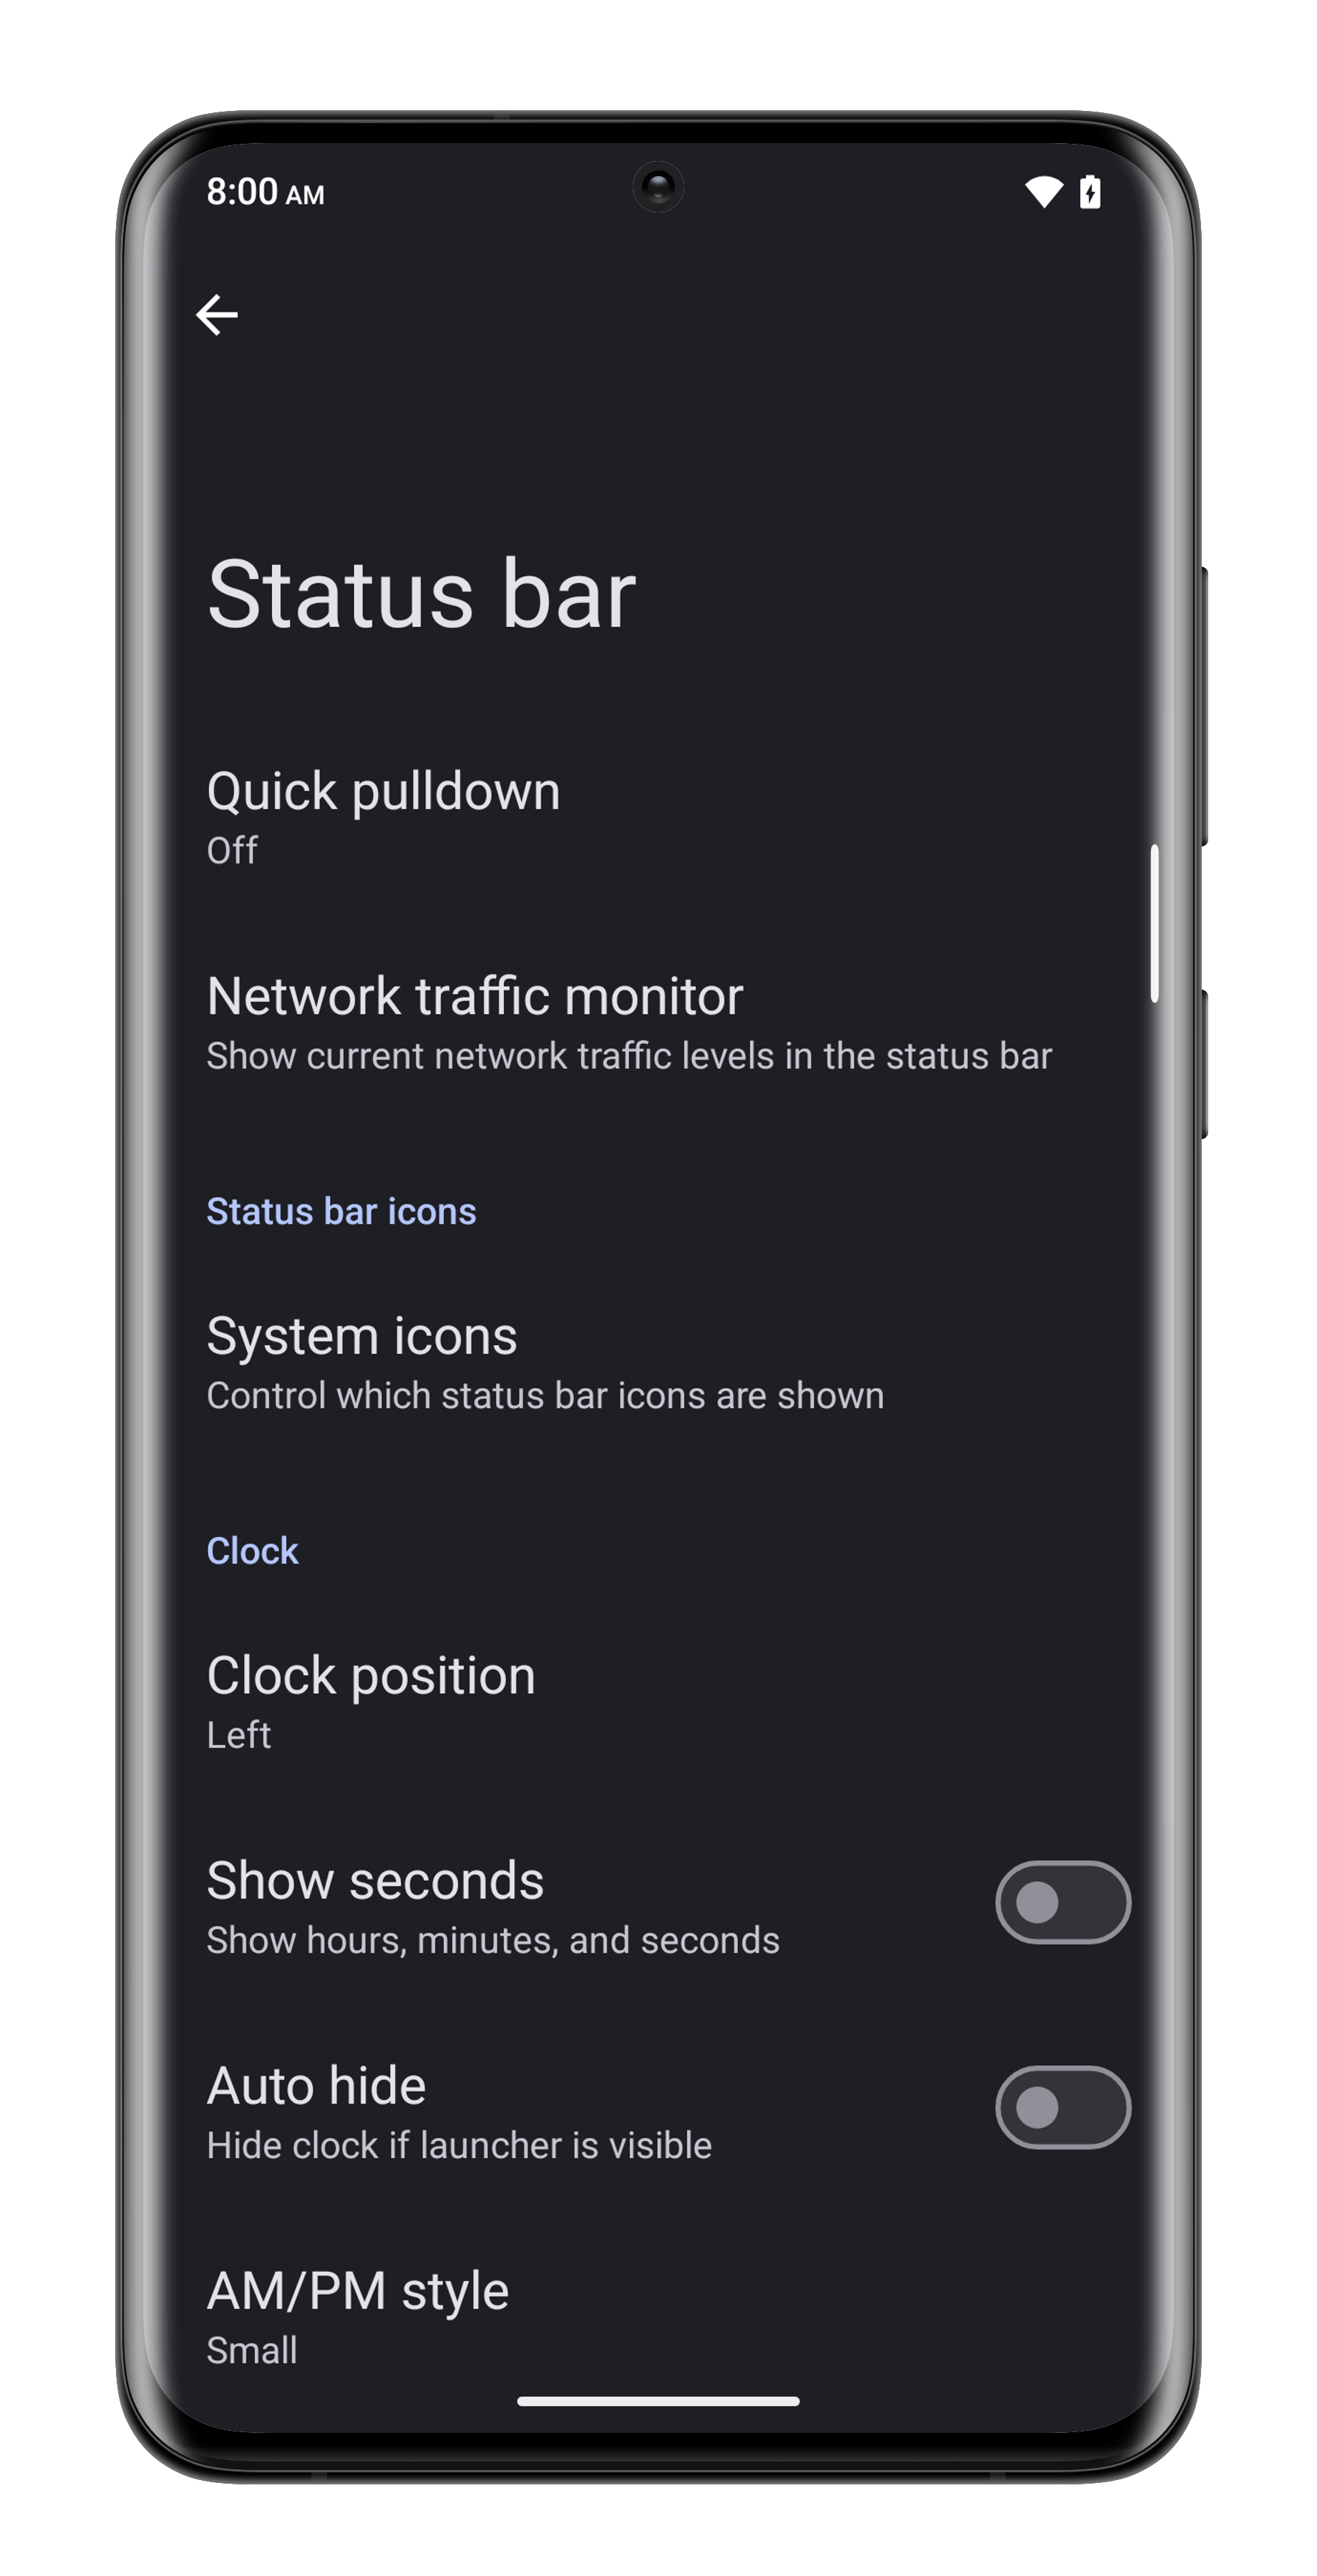 8:00 AM
Status bar
Quick pulldown
Off
Network traffic monitor
Show current network traffic levels in the status bar
Status bar icons
System icons
Control which status bar icons are shown
Clock
Clock position
Left
Show seconds
Show hours, minutes, and seconds
Auto hide
Hide clock if launcher is visible
AM/PM style
Small